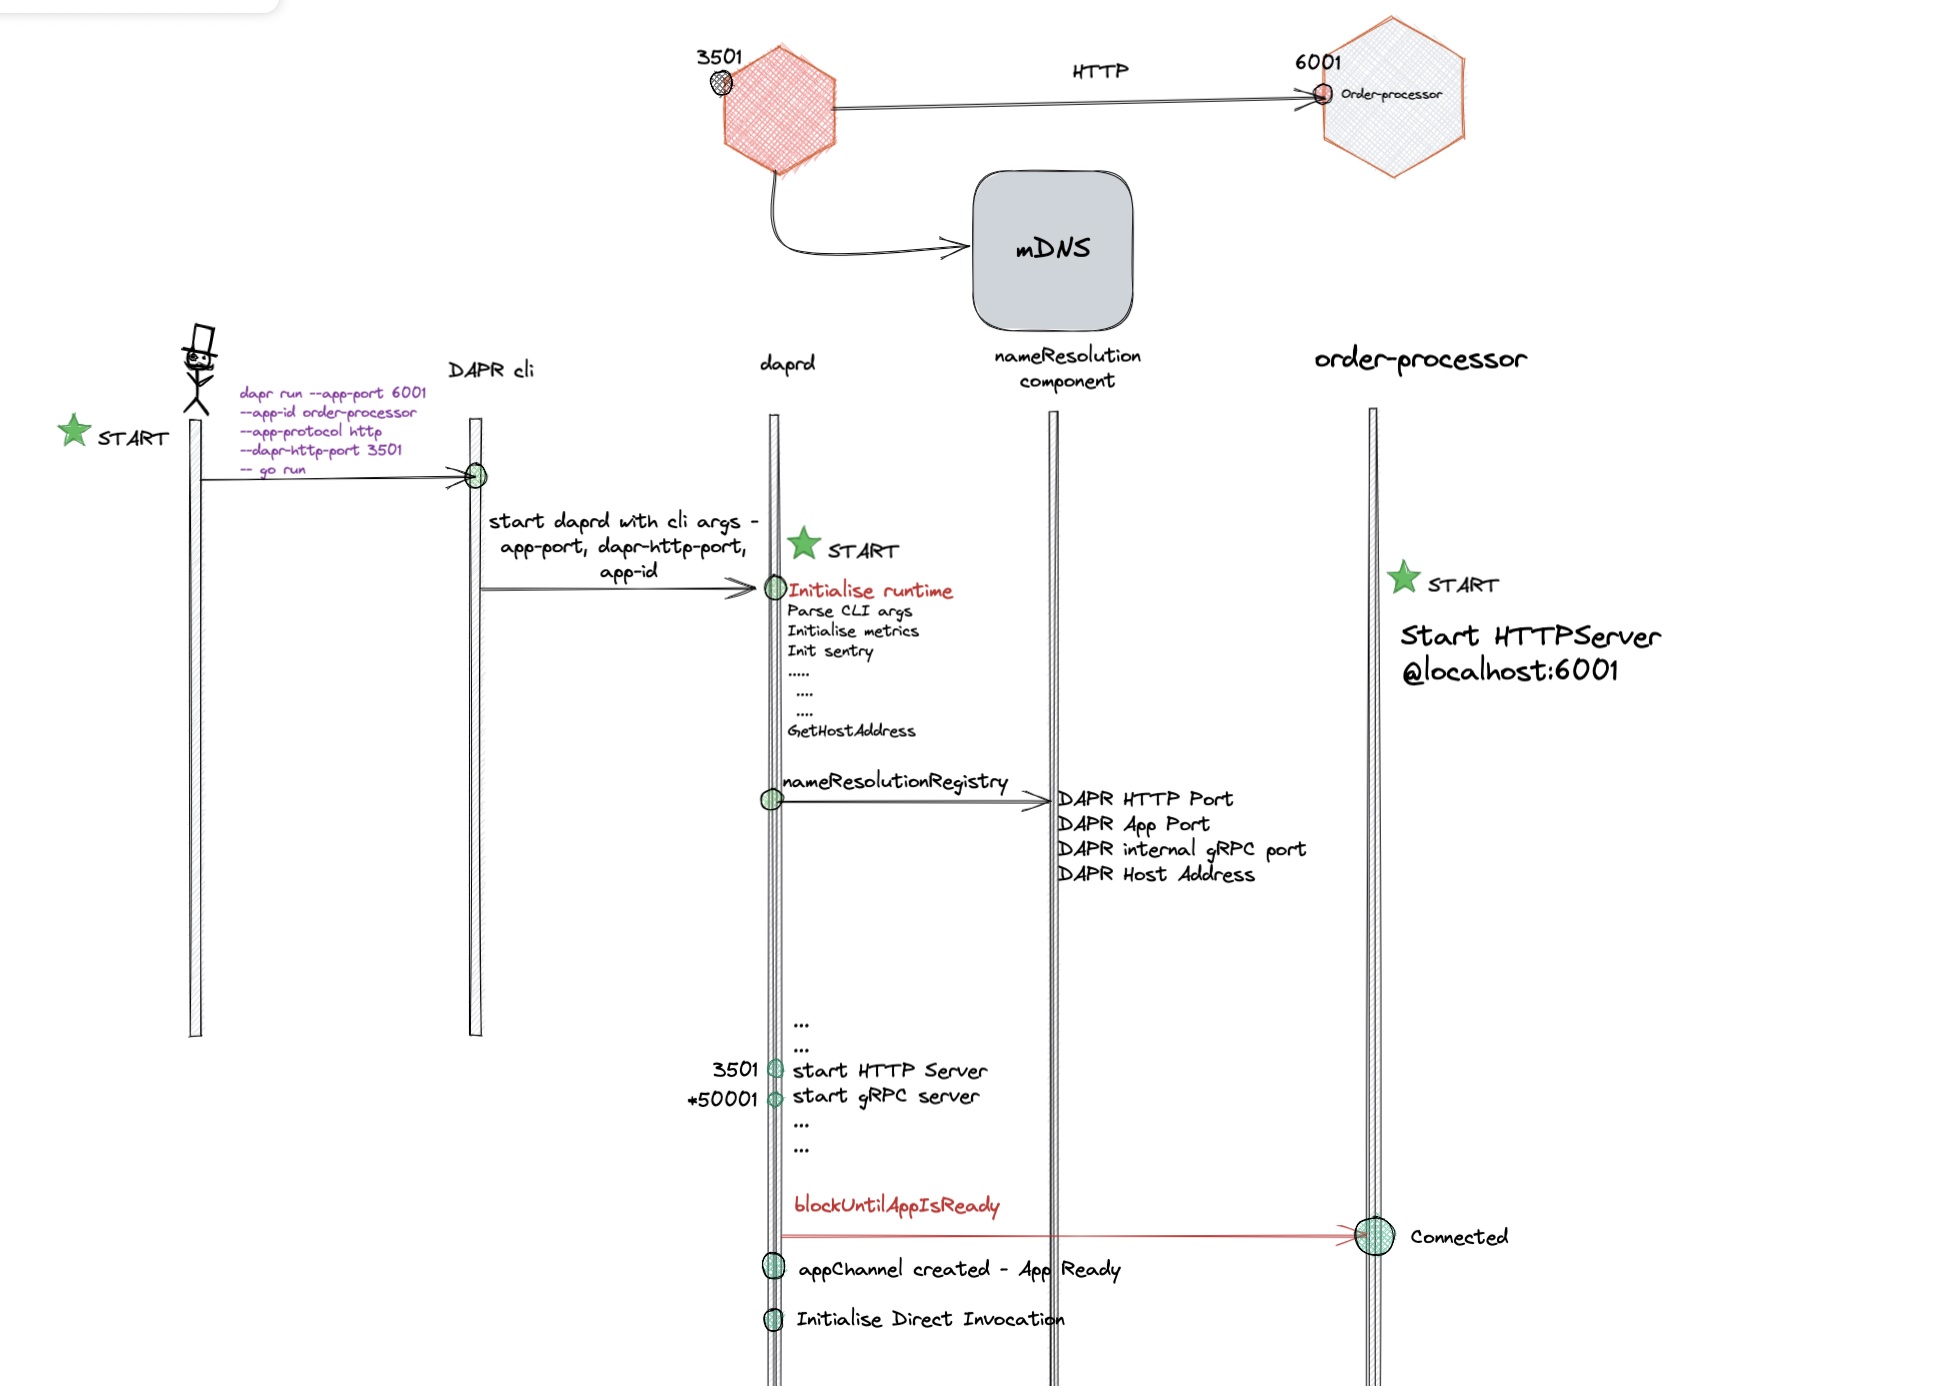 3501
HTTP
6001
Order-processor
mDNS
nameResolution
component
DAPR cli
daprd
order-processor
START
dapr run --app-port 6001
--app-id order-processor
--app-protocol http
--dapr-http-port 3501
-- go run
start daprd with cli args -
app-port, dapr-http-port,
app-id
START
Initialise runtime
Parse CLI args
Initialise metrics
Init sentry
.....
....
....
GetHostAddress
START
Start HTTPServer
@localhost:6001
nameResolutionRegistry
DAPR HTTP Port
DAPR App Port
DAPR internal gRPC port
DAPR Host Address
...
...
3501 start HTTP Server
*50001 start gRPC server
...
...
blockUntilAppIsReady
Connected
appChannel created - App Ready
Initialise Direct Invocation